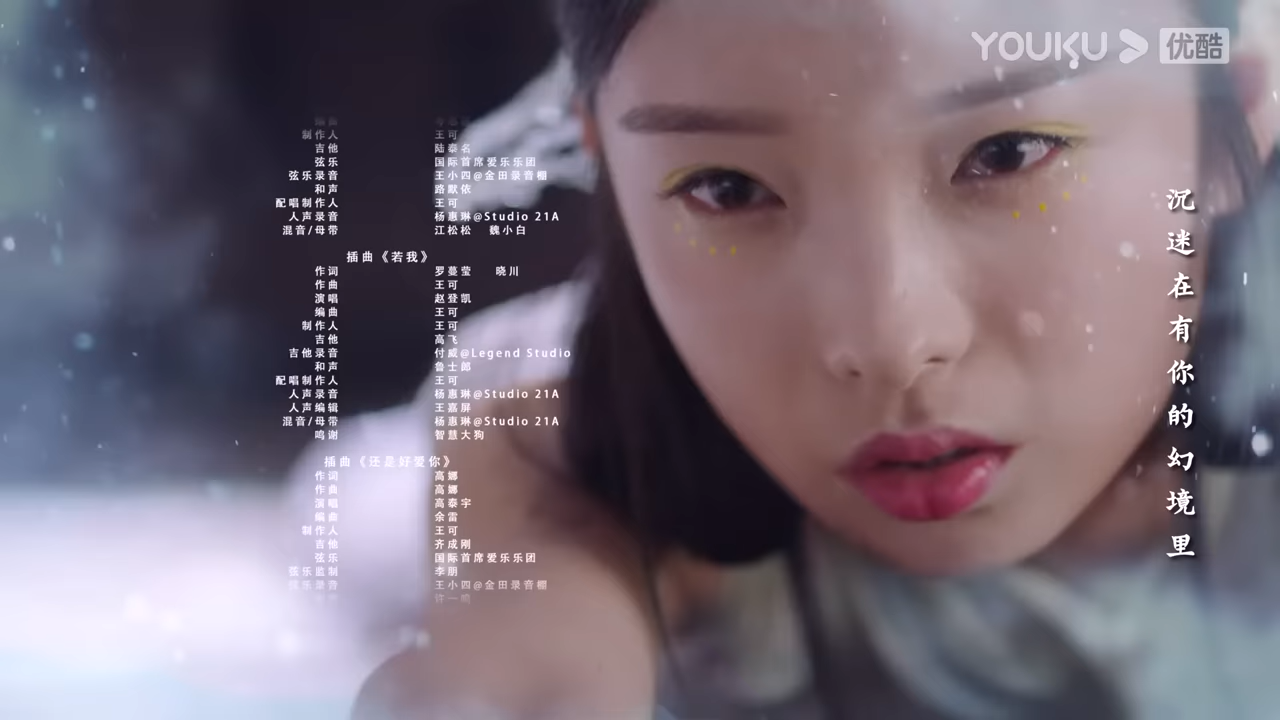 YOUKU 优酷
编曲
制作人 王可
吉他 陆泰名
弦乐 国际首席爱乐乐团
弦乐录音 王小四@金田录音棚
和声 路默依
配唱制作人 王可
人声录音 杨惠琳@Studio 21A
混音/母带 江松松 魏小白
插曲《若我》
作词 罗蔓莹 晓川
作曲 王可
演唱 赵登凯
编曲 王可
制作人 王可
吉他 高飞
吉他录音 付威@Legend Studio
和声 鲁士郎
配唱制作人 王可
人声录音 杨惠琳@Studio 21A
人声编辑 王嘉屏
混音/母带 杨惠琳@Studio 21A
鸣谢 智慧大狗
插曲《还是好爱你》
作词 高娜
作曲 高娜
演唱 高泰宇
编曲 余雷
制作人 王可
吉他 齐成刚
弦乐 国际首席爱乐乐团
弦乐监制 李朋
弦乐录音 王小四@金田录音棚
沉迷在有你的幻境里